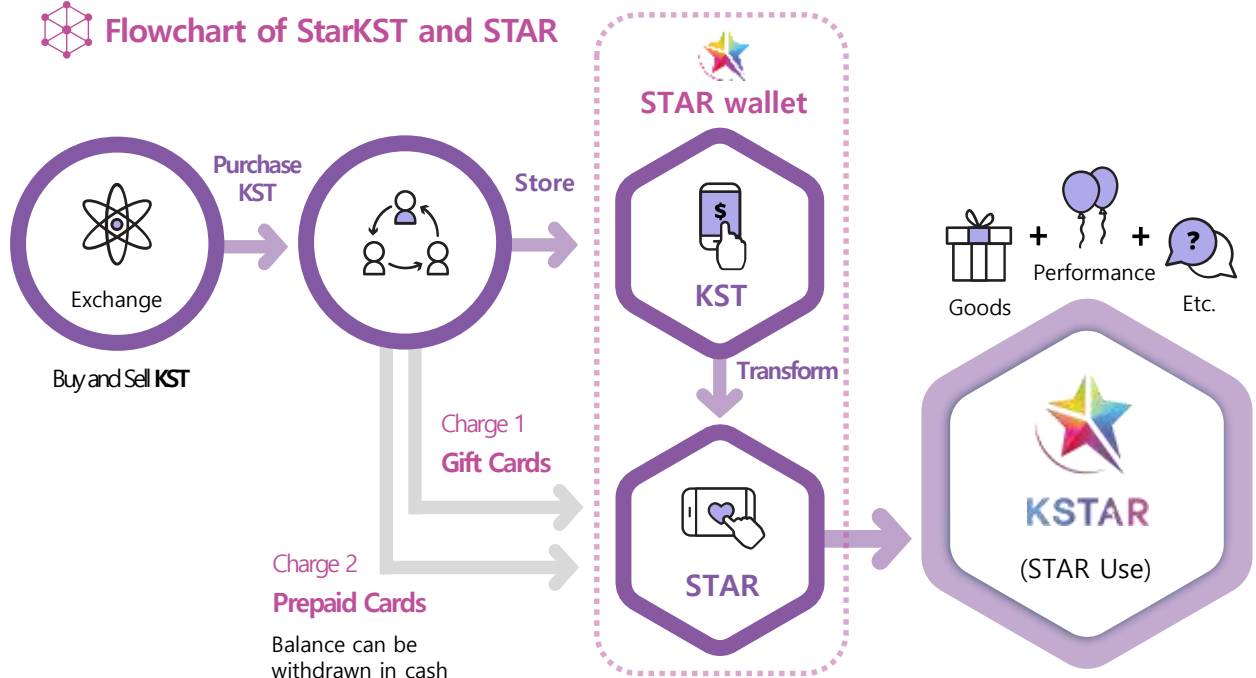 Flowchart of StarKST and STAR
STAR wallet
Purchase
KST
Store
Exchange
Buy and Sell KST
$
KST
Transform
Charge 1
Gift Cards
Charge 2
Prepaid Cards
Balance can be
withdrawn in cash
STAR
+
+
?
Goods
Performance
Etc.
KSTAR
(STAR Use)